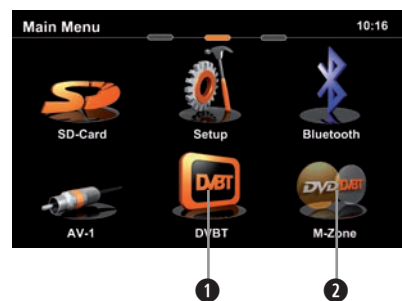 Main Menu 10:16
SD
SD-Card Setup Bluetooth
DVBT DVD DVBT
AV-1 DVBT M-Zone
1 2